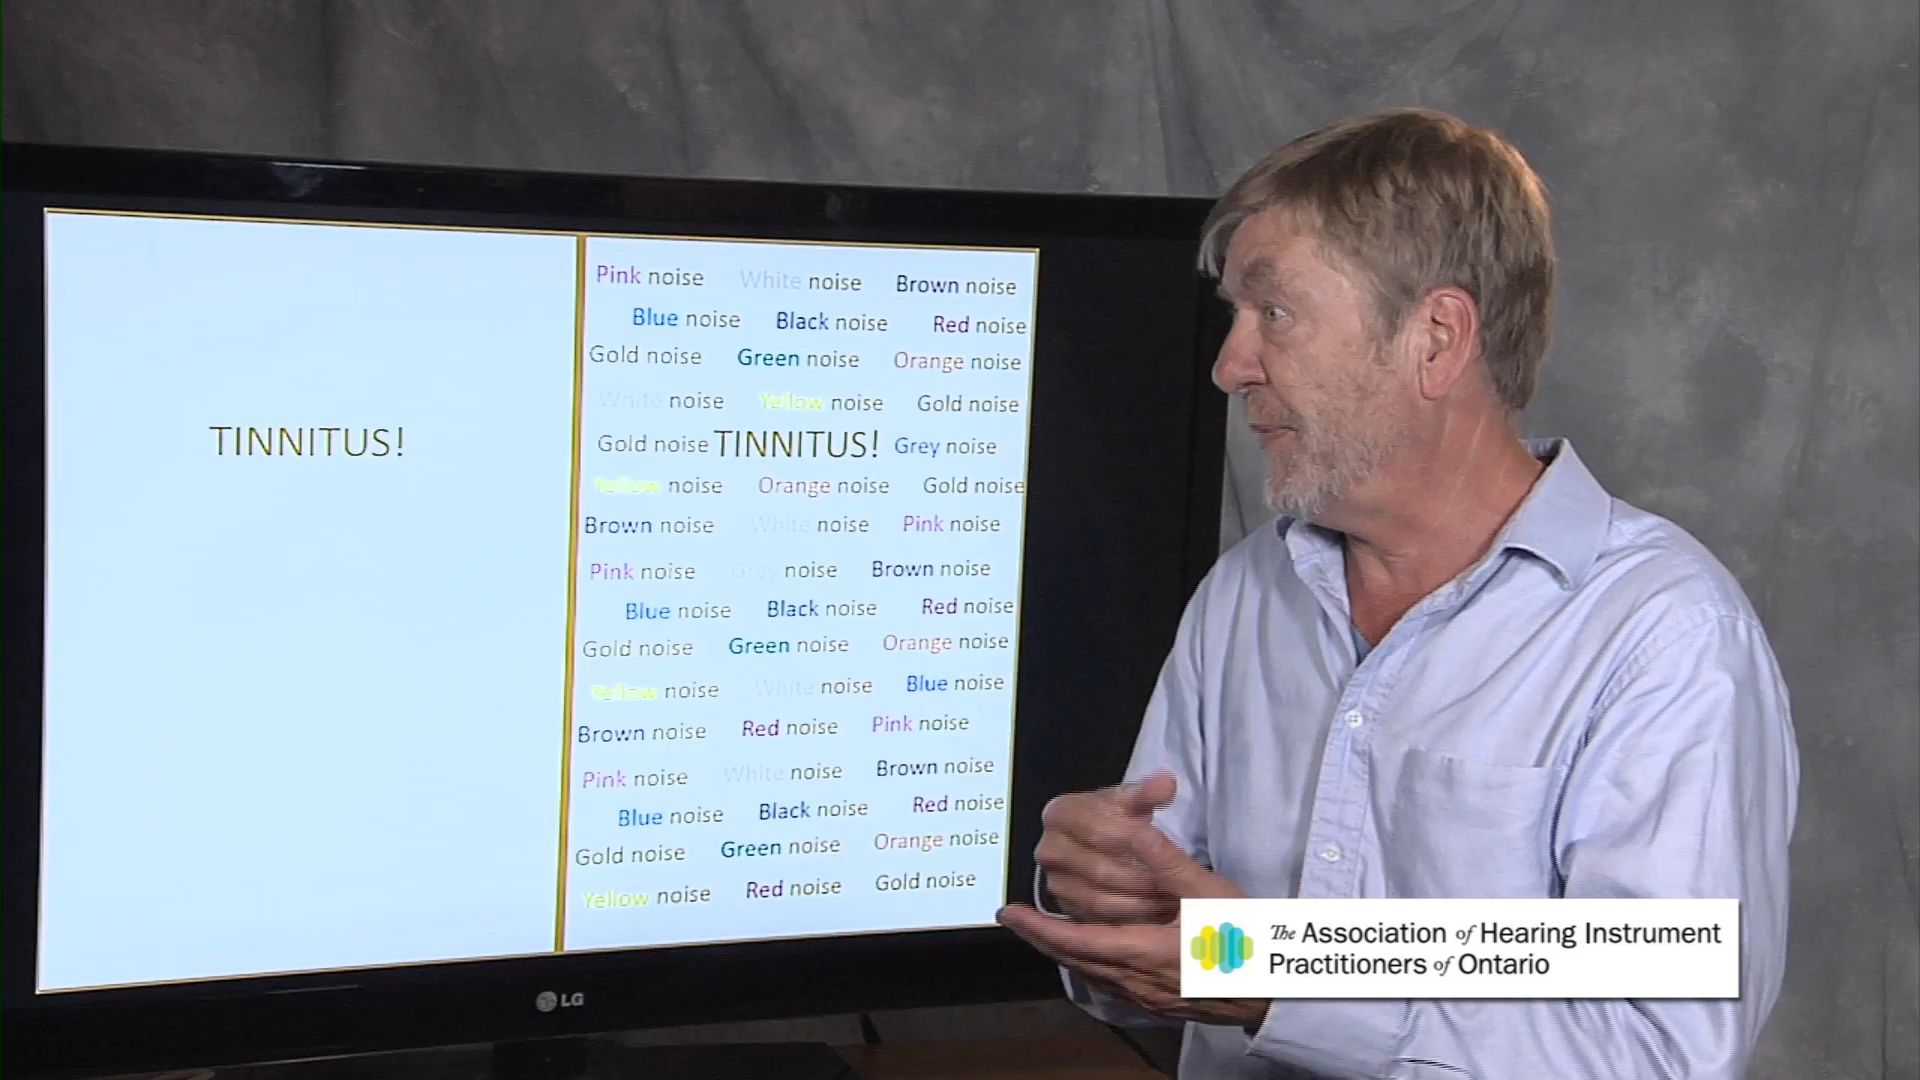 TINNITUS!
Pink noise White noise Brown noise
Blue noise Black noise Red noise
Gold noise Green noise Orange noise
White noise Yellow noise Gold noise
Gold noise TINNITUS! Grey noise
Yellow noise Orange noise Gold noise
Brown noise White noise Pink noise
Pink noise Grey noise Brown noise
Blue noise Black noise Red noise
Gold noise Green noise Orange noise
Yellow noise White noise Blue noise
Brown noise Red noise Pink noise
Pink noise White noise Brown noise
Blue noise Black noise Red noise
Gold noise Green noise Orange noise
Yellow noise Red noise Gold noise
LG
The Association of Hearing Instrument
Practitioners of Ontario